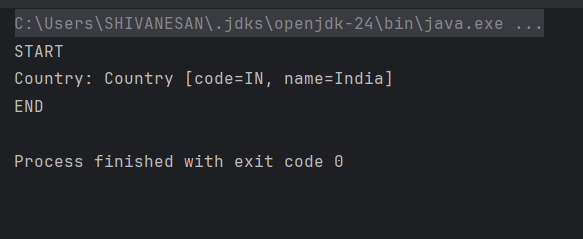 C:\Users\SHIVANESAN\.jdks\openjdk-24\bin\java.exe ...
START
Country: Country [code=IN, name=India]
END
Process finished with exit code 0